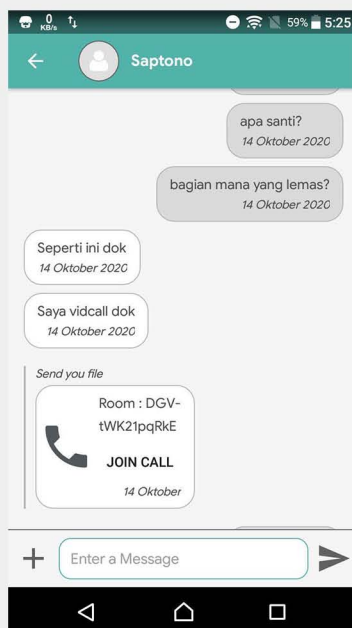 0
KB/s
59%
5:25
Saptono
apa santi?
14 Oktober 2020
bagian mana yang lemas?
14 Oktober 2020
Seperti ini dok
14 Oktober 2020
Saya vidcall dok
14 Oktober 2020
Send you file
Room : DGV-
tWK21pqRkE
JOIN CALL
14 Oktober
Enter a Message